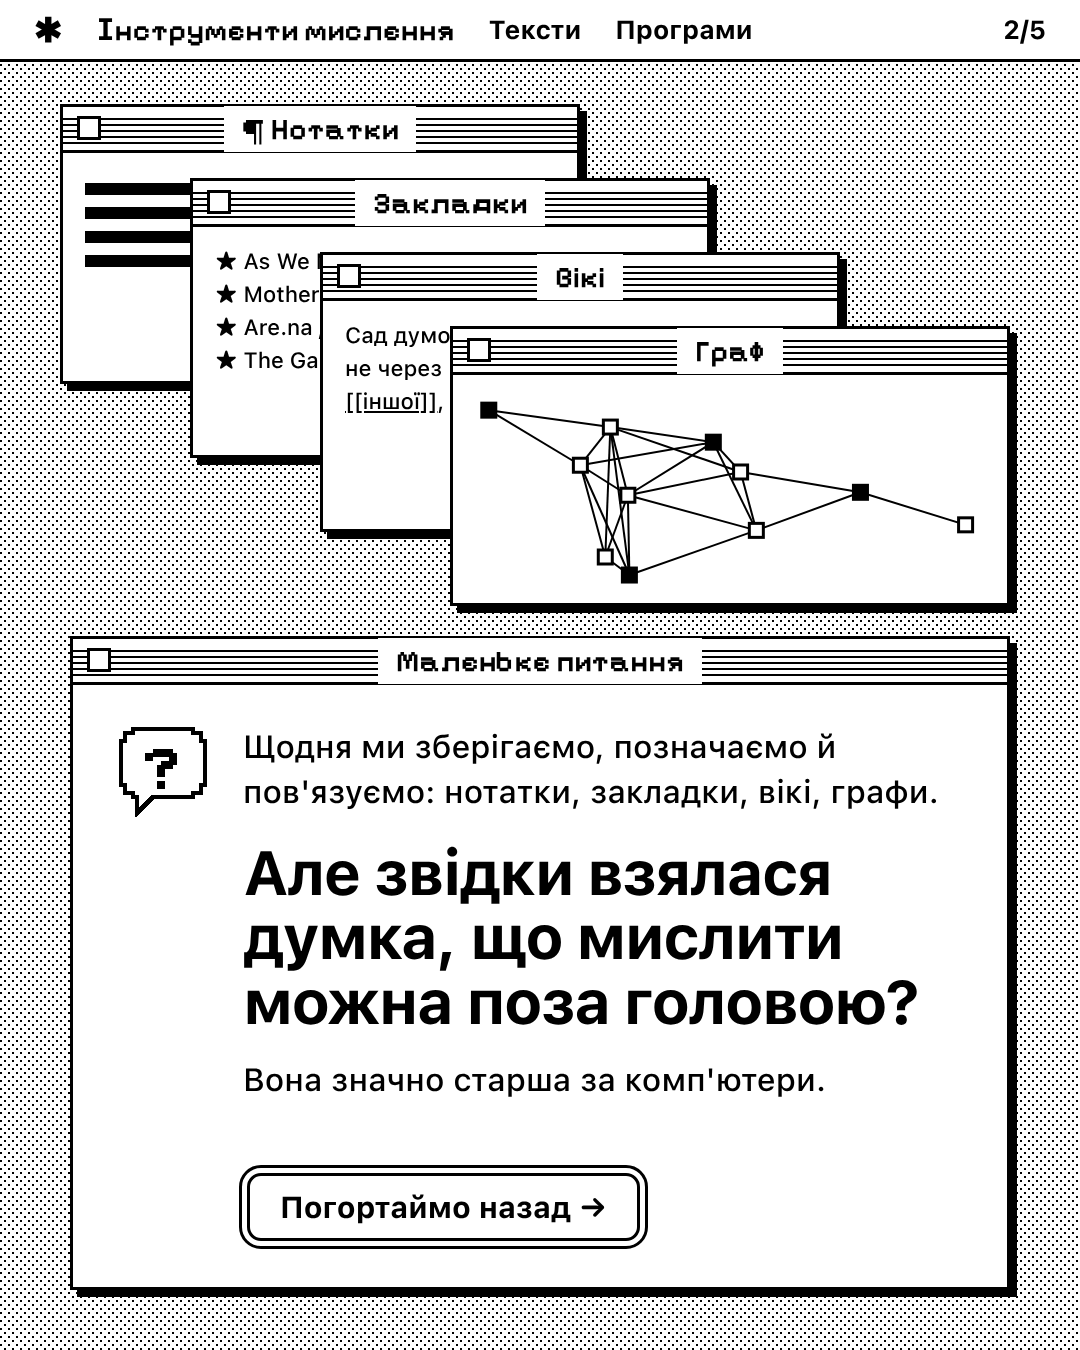 ✱ Інструменти мислення Тексти Програми 2/5
¶ Нотатки
Закладки
★ As We
★ Mother
★ Are.na
★ The Ga
Вікі
Сад думо
не через
[[іншої]],
Граф
Маленьке питання
?
Щодня ми зберігаємо, позначаємо й
пов'язуємо: нотатки, закладки, вікі, графи.
Але звідки взялася
думка, що мислити
можна поза головою?
Вона значно старша за комп'ютери.
Погортаймо назад →